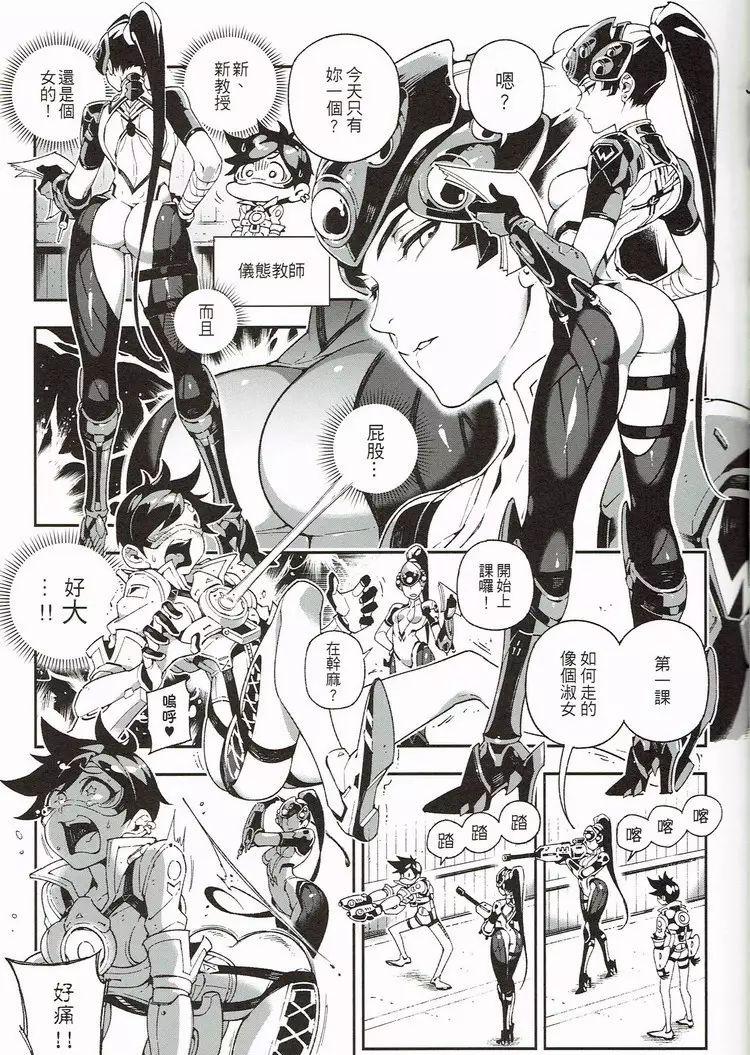 嗯?
今天只有
妳一個?
新、
新教授
還是個
女的!
儀態教師
而且
屁股…
好大
…!!
開始上
課囉!
在幹麻?
嗚呼♥
第一課
如何走的
像個淑女
喀 喀 喀
踏 踏 踏
好痛!!